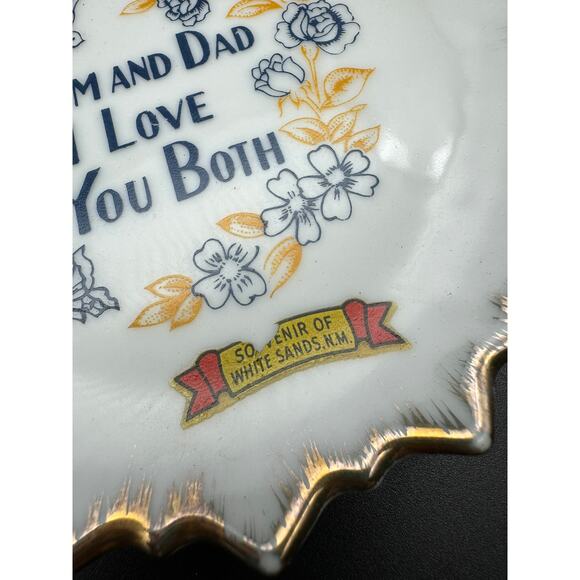 M AND DAD
I LOVE
YOU BOTH
SOUVENIR OF
WHITE SANDS, N.M.